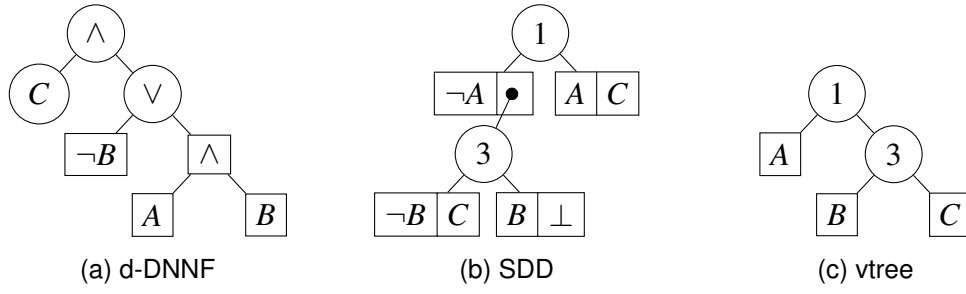 ∧ 1
C ∨ ¬A A C 1
¬B ∧ 3 A 3
A B ¬B C B ⊥ B C
(a) d-DNNF (b) SDD (c) vtree